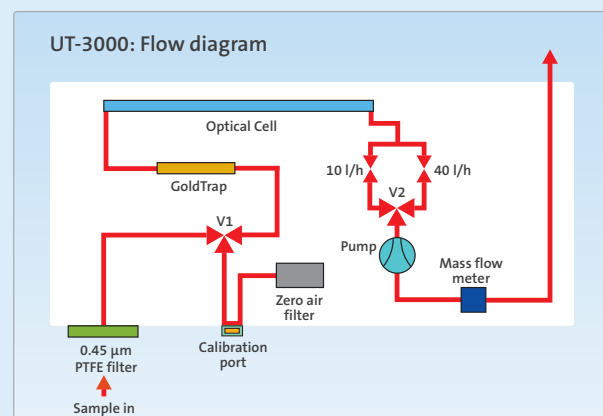 UT-3000: Flow diagram
Optical Cell
10 l/h
40 l/h
GoldTrap
V2
V1
Pump
Mass flow
meter
Zero air
filter
0.45 µm
PTFE filter
Calibration
port
Sample in